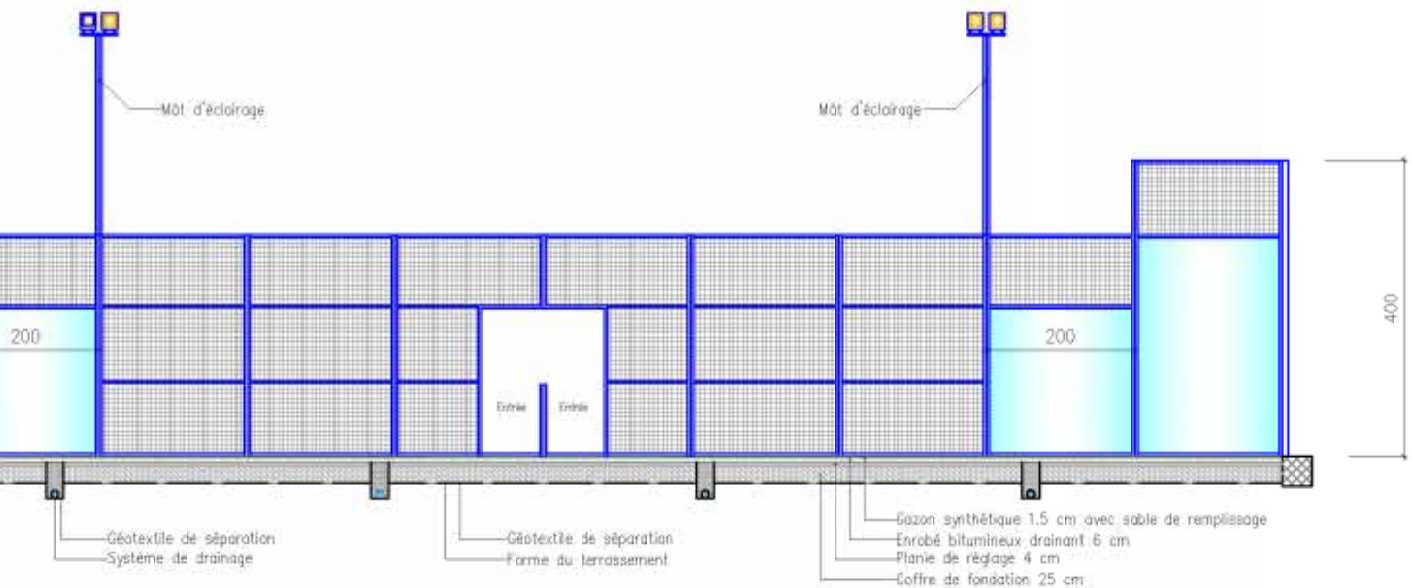 Mât d'éclairage
Mât d'éclairage
400
200
200
Entrée
Entrée
Géotextile de séparation
Système de drainage
Géotextile de séparation
Forme du terrassement
Gazon synthétique 1.5 cm avec sable de remplissage
Enrobé bitumineux drainant 6 cm
Planie de réglage 4 cm
Coffre de fondation 25 cm